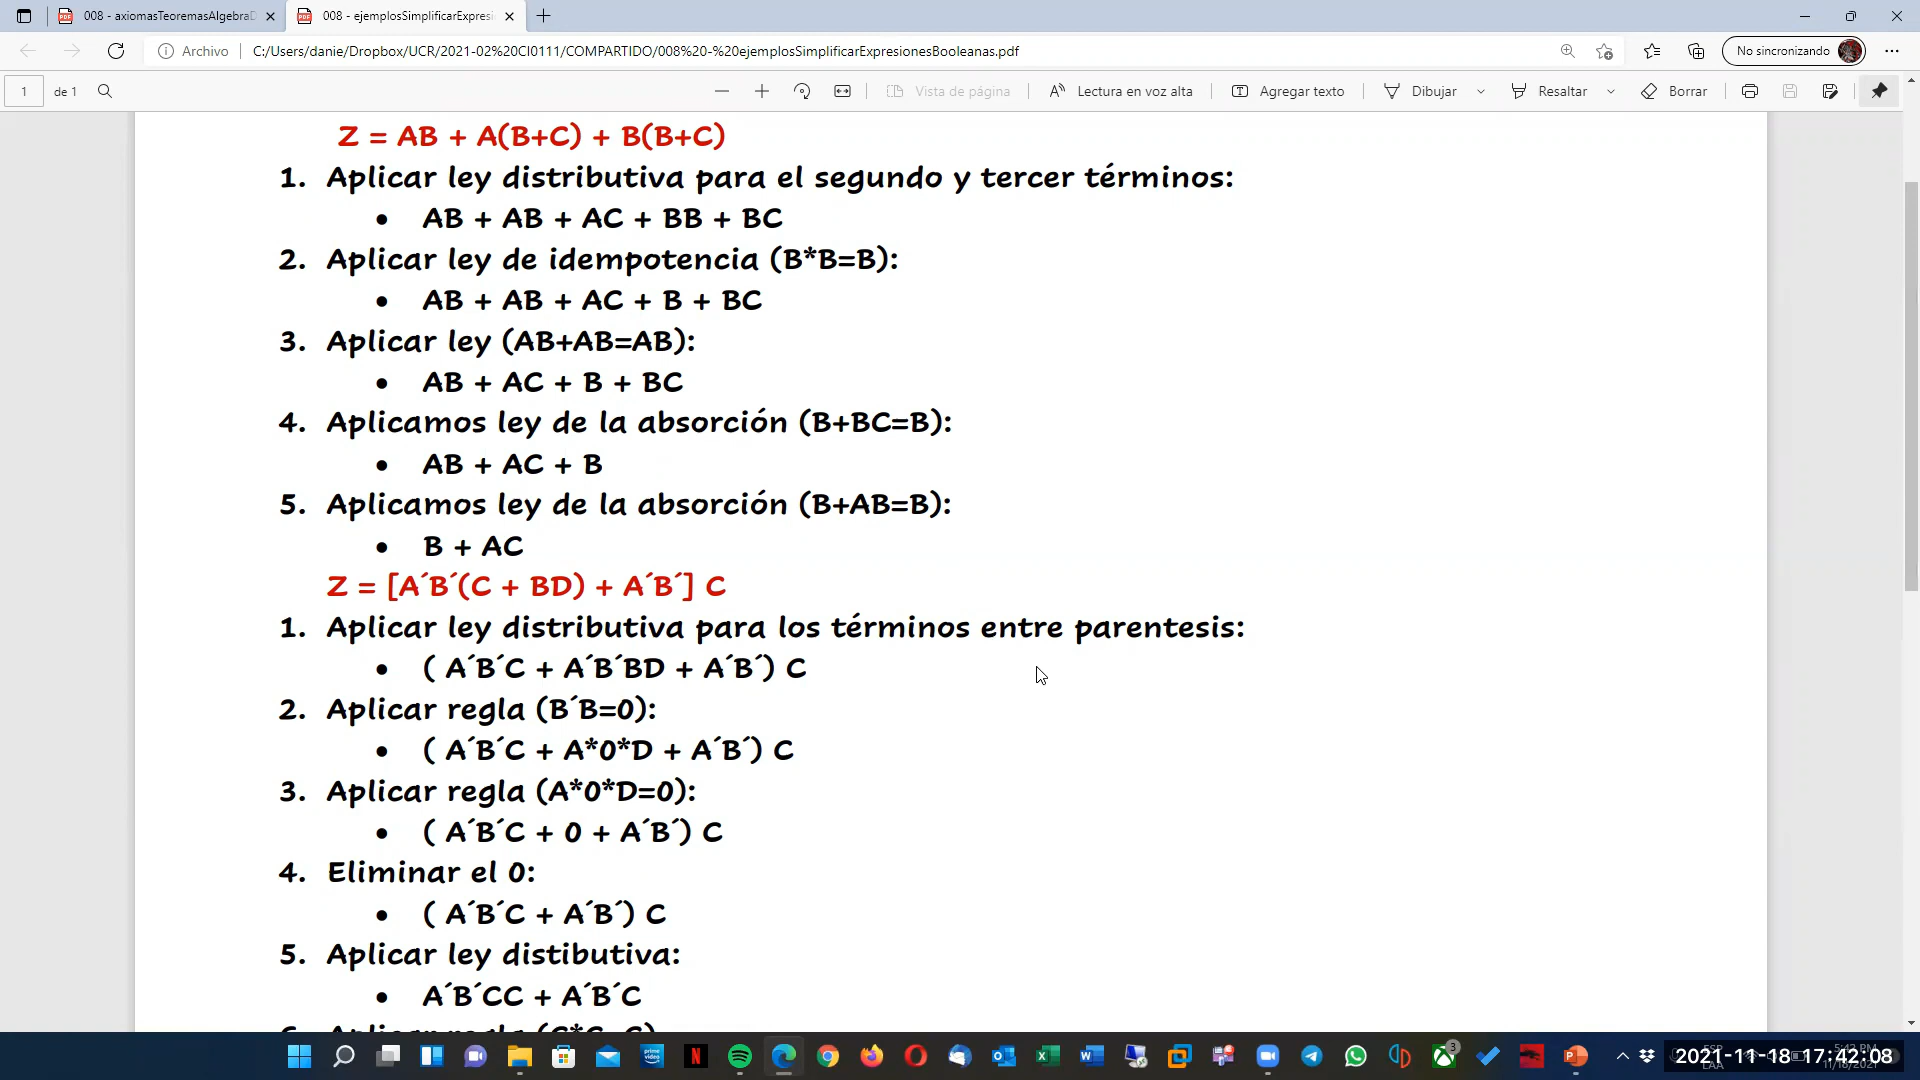 008 - axiomasTeoremasAlgebraD
008 - ejemplosSimplificarExpresi
Archivo
C:/Users/danie/Dropbox/UCR/2021-02%20CI0111/COMPARTIDO/008%20-%20ejemplosSimplificarExpresionesBooleanas.pdf
No sincronizando
1 de 1
Vista de página
Lectura en voz alta
Agregar texto
Dibujar
Resaltar
Borrar
Z = AB + A(B+C) + B(B+C)
1. Aplicar ley distributiva para el segundo y tercer términos:
• AB + AB + AC + BB + BC
2. Aplicar ley de idempotencia (B*B=B):
• AB + AB + AC + B + BC
3. Aplicar ley (AB+AB=AB):
• AB + AC + B + BC
4. Aplicamos ley de la absorción (B+BC=B):
• AB + AC + B
5. Aplicamos ley de la absorción (B+AB=B):
• B + AC
Z = [A´B´(C + BD) + A´B´] C
1. Aplicar ley distributiva para los términos entre parentesis:
• ( A´B´C + A´B´BD + A´B´) C
2. Aplicar regla (B´B=0):
• ( A´B´C + A*0*D + A´B´) C
3. Aplicar regla (A*0*D=0):
• ( A´B´C + 0 + A´B´) C
4. Eliminar el 0:
• ( A´B´C + A´B´) C
5. Aplicar ley distibutiva:
• A´B´CC + A´B´C
6. Aplicar regla (C*C=C)
3
2021-11-18 17:42:08